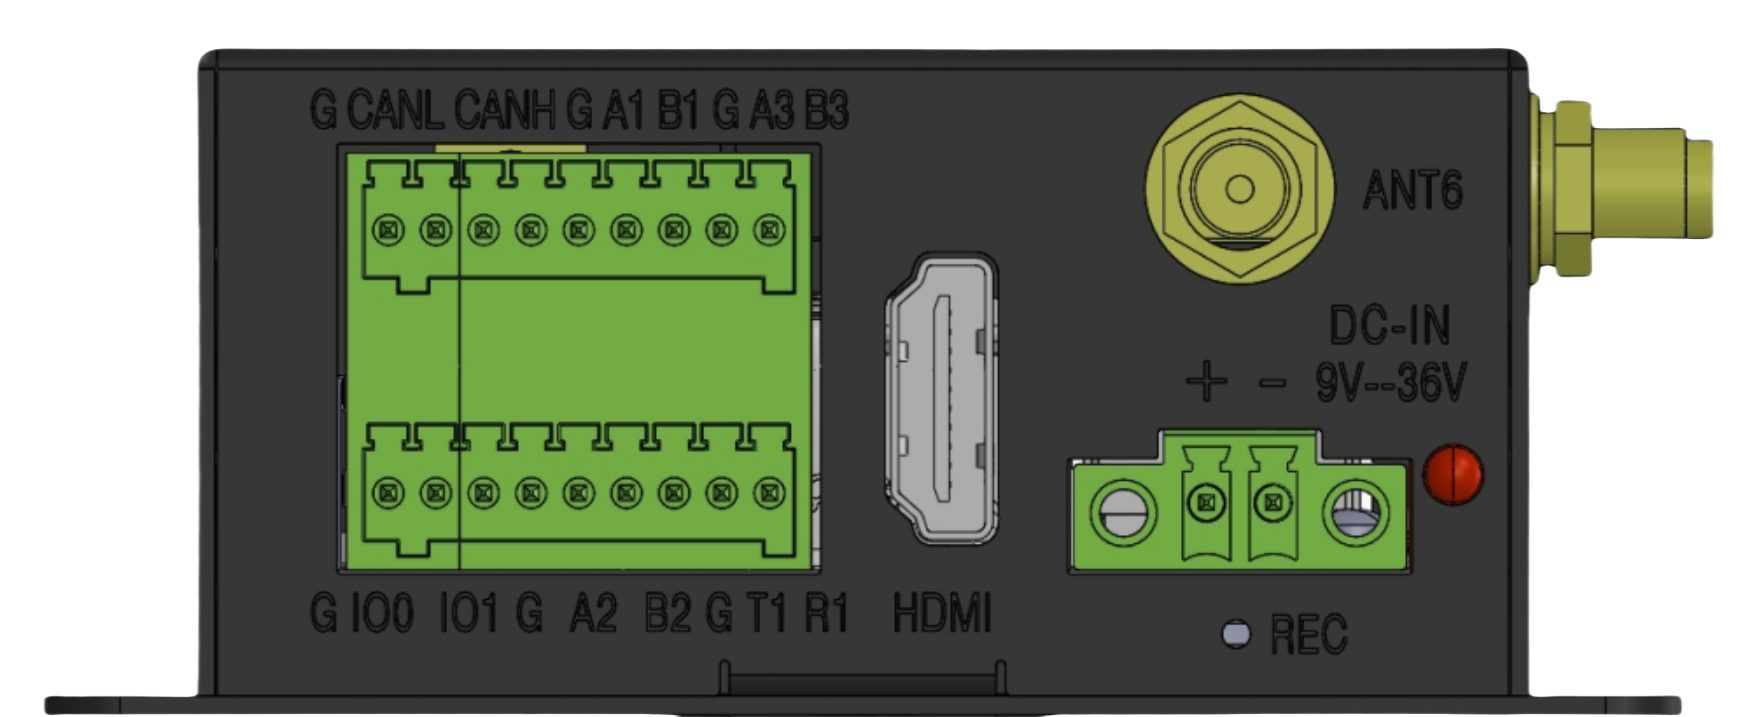 G CANL CANH G A1 B1 G A3 B3
ANT6
DC-IN
+ - 9V--36V
G IO0 IO1 G A2 B2 G T1 R1 HDMI
REC